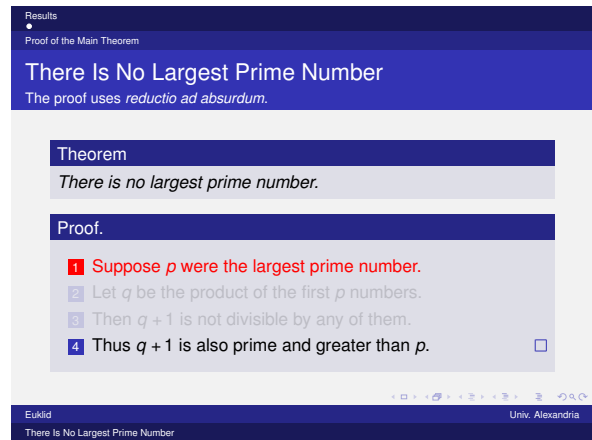 Results
Proof of the Main Theorem
There Is No Largest Prime Number
The proof uses reductio ad absurdum.
Theorem
There is no largest prime number.
Proof.
1 Suppose p were the largest prime number.
2 Let q be the product of the first p numbers.
3 Then q + 1 is not divisible by any of them.
4 Thus q + 1 is also prime and greater than p.
Euklid Univ. Alexandria
There Is No Largest Prime Number